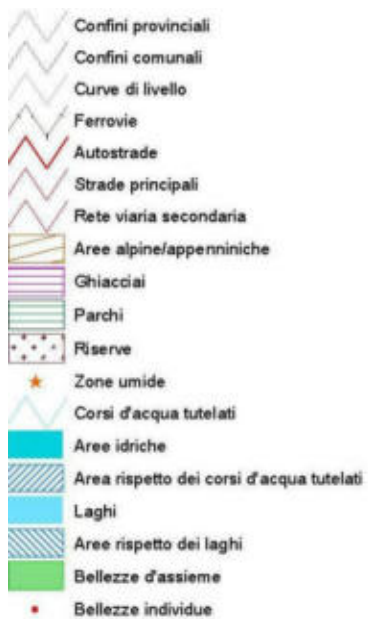 Confini provinciali
Confini comunali
Curve di livello
Ferrovie
Autostrade
Strade principali
Rete viaria secondaria
Aree alpine/appenniniche
Ghiacciai
Parchi
Riserve
Zone umide
Corsi d'acqua tutelati
Aree idriche
Area rispetto dei corsi d'acqua tutelati
Laghi
Aree rispetto dei laghi
Bellezze d'assieme
Bellezze individue